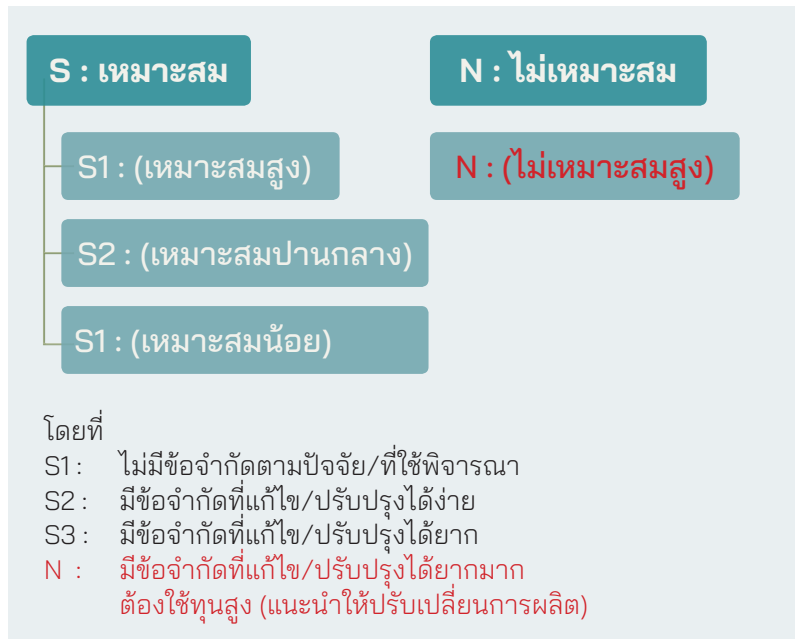 S : เหมาะสม
N : ไม่เหมาะสม
S1 : (เหมาะสมสูง)
N : (ไม่เหมาะสมสูง)
S2 : (เหมาะสมปานกลาง)
S1 : (เหมาะสมน้อย)
โดยที่
S1 : ไม่มีข้อจำกัดตามปัจจัย/ที่ใช้พิจารณา
S2 : มีข้อจำกัดที่แก้ไข/ปรับปรุงได้ง่าย
S3 : มีข้อจำกัดที่แก้ไข/ปรับปรุงได้ยาก
N : มีข้อจำกัดที่แก้ไข/ปรับปรุงได้ยากมาก
ต้องใช้ทุนสูง (แนะนำให้ปรับเปลี่ยนการผลิต)